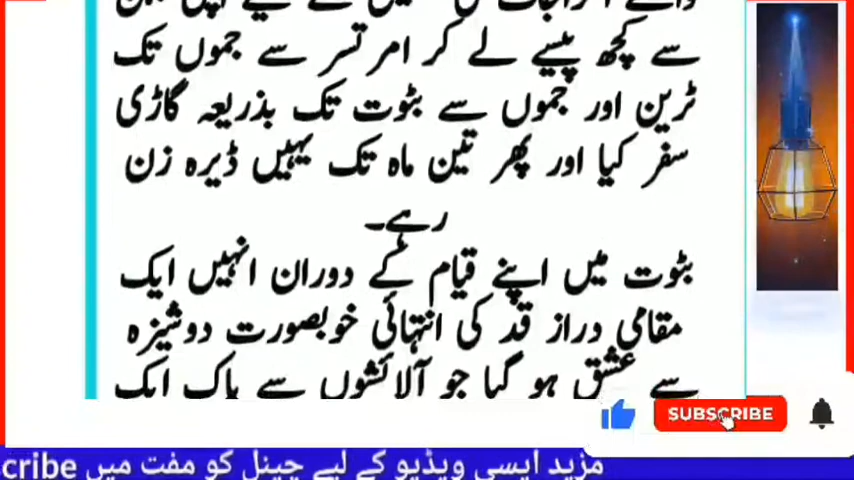 سے کچھ پیسے لے کر امرتسر سے جموں تک
ٹرین اور جموں سے بٹوت تک بذریعہ گاڑی
سفر کیا اور پھر تین ماہ تک یہیں ڈیرہ زن
رہے۔
بٹوت میں اپنے قیام کے دوران انہیں ایک
مقامی دراز قد کی انتہائی خوبصورت دوشیزہ
سے عشق ہو گیا جو آلائشوں سے پاک ایک
SUBSCRIBE
مزید ایسی ویڈیو کے لیے چینل کو مفت میں cribe